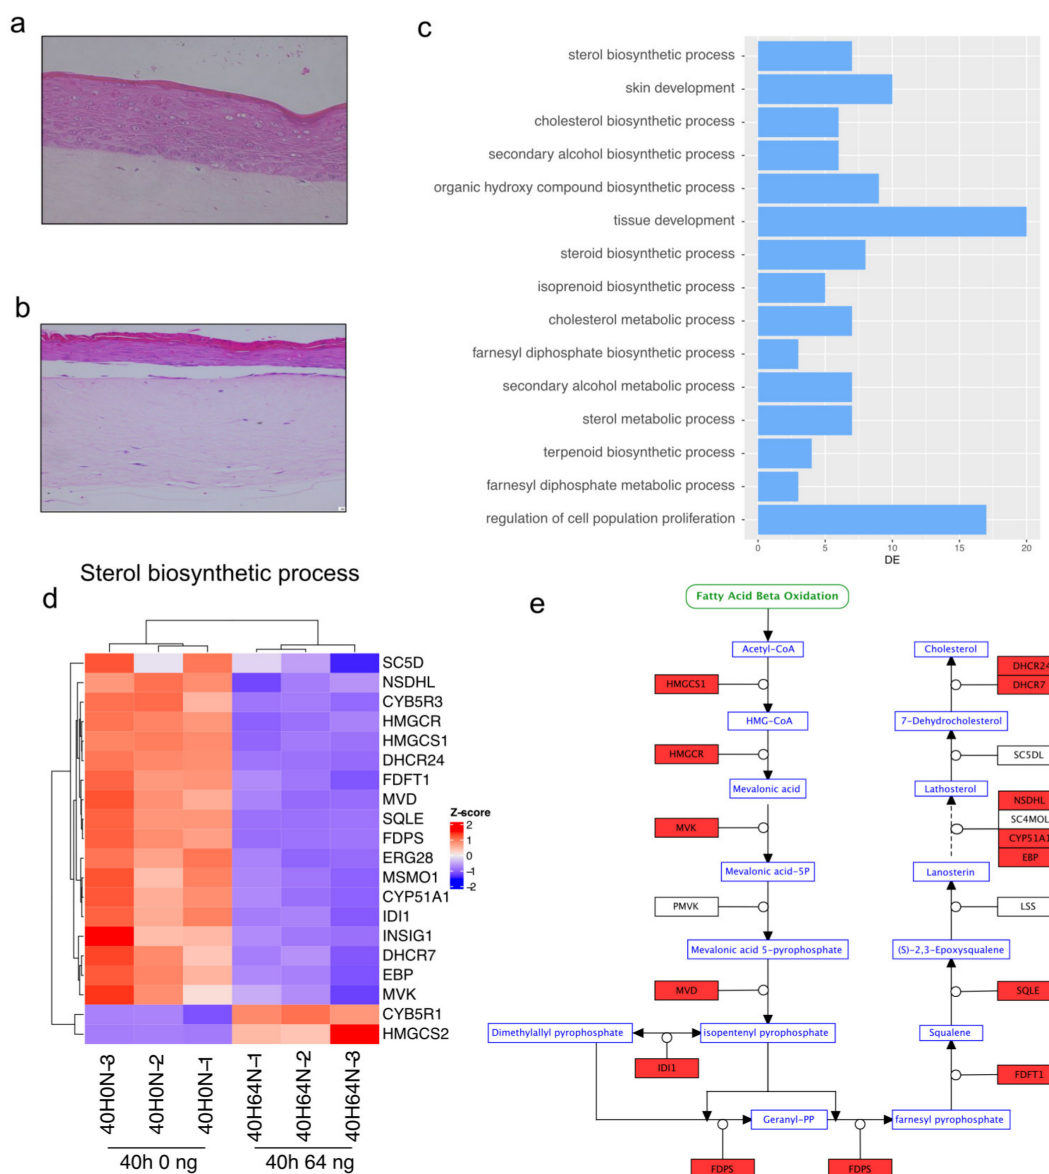 a
b
c
sterol biosynthetic process
skin development
cholesterol biosynthetic process
secondary alcohol biosynthetic process
organic hydroxy compound biosynthetic process
tissue development
steroid biosynthetic process
isoprenoid biosynthetic process
cholesterol metabolic process
farnesyl diphosphate biosynthetic process
secondary alcohol metabolic process
sterol metabolic process
terpenoid biosynthetic process
farnesyl diphosphate metabolic process
regulation of cell population proliferation
0 5 10 15 20
DE
Sterol biosynthetic process
d
SC5D
NSDHL
CYB5R3
HMGCR
HMGCS1
DHCR24
FDFT1
MVD
SQLE
FDPS
ERG28
MSMO1
CYP51A1
IDI1
INSIG1
DHCR7
EBP
MVK
CYB5R1
HMGCS2
Z-score
2
1
0
-1
-2
40H0N-3
40H0N-2
40H0N-1
40H64N-1
40H64N-2
40H64N-3
40h 0 ng
40h 64 ng
e
Fatty Acid Beta Oxidation
Acetyl-CoA
HMGCS1
HMG-CoA
HMGCR
Mevalonic acid
MVK
Mevalonic acid-5P
PMVK
Mevalonic acid 5-pyrophosphate
MVD
Dimethylallyl pyrophosphate
isopentenyl pyrophosphate
IDI1
Geranyl-PP
farnesyl pyrophosphate
FDPS
FDPS
Cholesterol
DHCR24
DHCR7
7-Dehydrocholesterol
SC5DL
Lathosterol
NSDHL
SC4MOL
CYP51A1
EBP
Lanosterin
LSS
(S)-2,3-Epoxysqualene
SQLE
Squalene
FDFT1